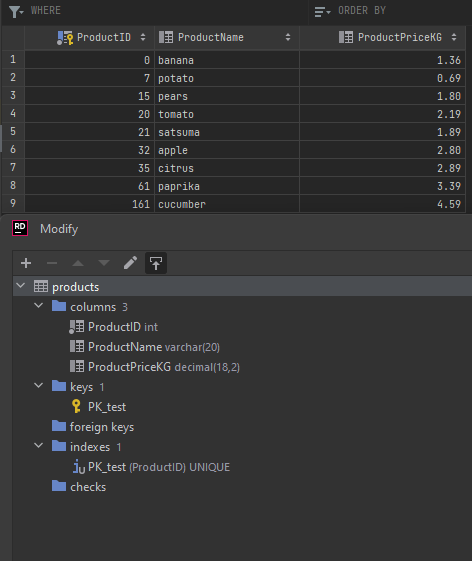 WHERE ORDER BY
ProductID ProductName ProductPriceKG
1 0 banana 1.36
2 7 potato 0.69
3 15 pears 1.80
4 20 tomato 2.19
5 21 satsuma 1.89
6 32 apple 2.80
7 35 citrus 2.89
8 61 paprika 3.39
9 161 cucumber 4.59
RD Modify
products
columns 3
ProductID int
ProductName varchar(20)
ProductPriceKG decimal(18,2)
keys 1
PK_test
foreign keys
indexes 1
PK_test (ProductID) UNIQUE
checks